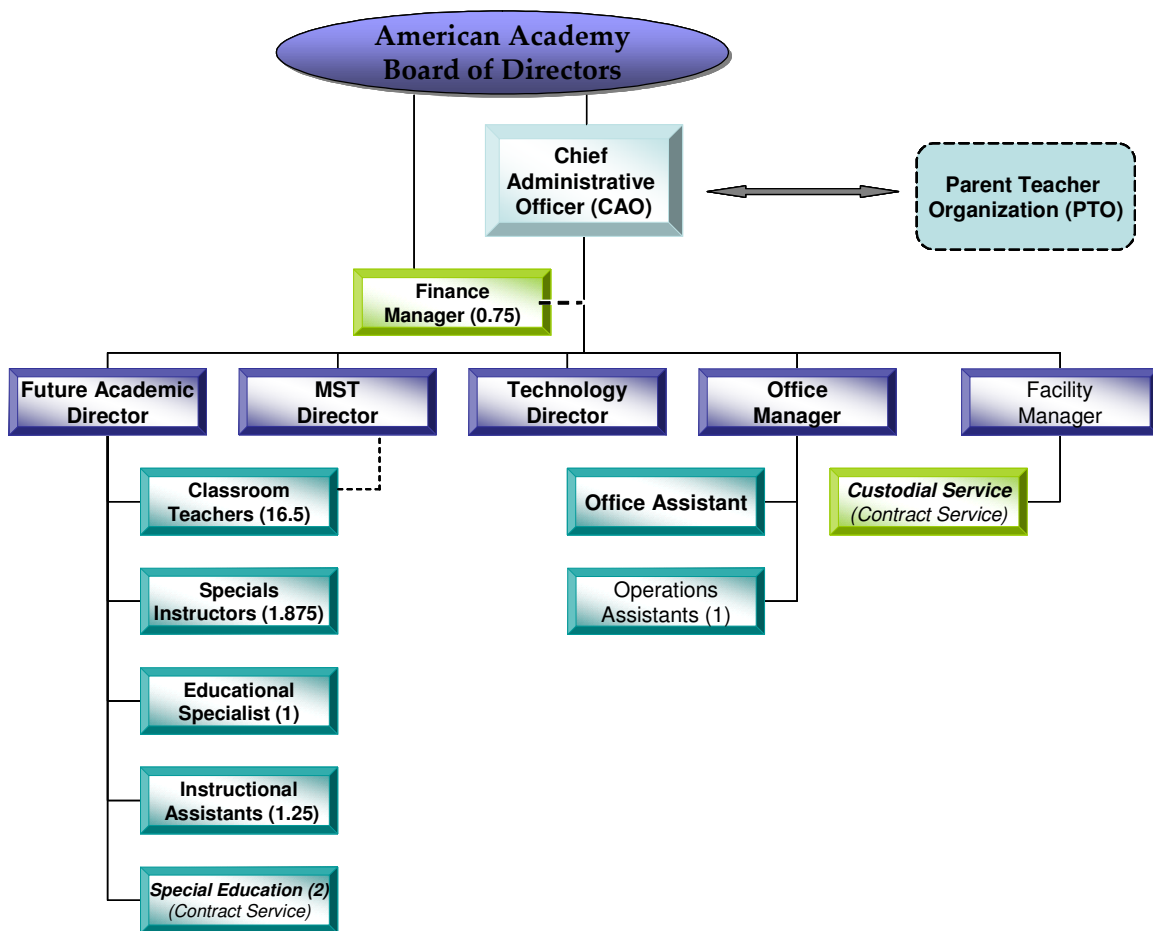 American Academy
Board of Directors
Chief
Administrative
Officer (CAO)
Parent Teacher
Organization (PTO)
Finance
Manager (0.75)
Future Academic
Director
MST
Director
Technology
Director
Office
Manager
Facility
Manager
Classroom
Teachers (16.5)
Office Assistant
Custodial Service
(Contract Service)
Specials
Instructors (1.875)
Operations
Assistants (1)
Educational
Specialist (1)
Instructional
Assistants (1.25)
Special Education (2)
(Contract Service)